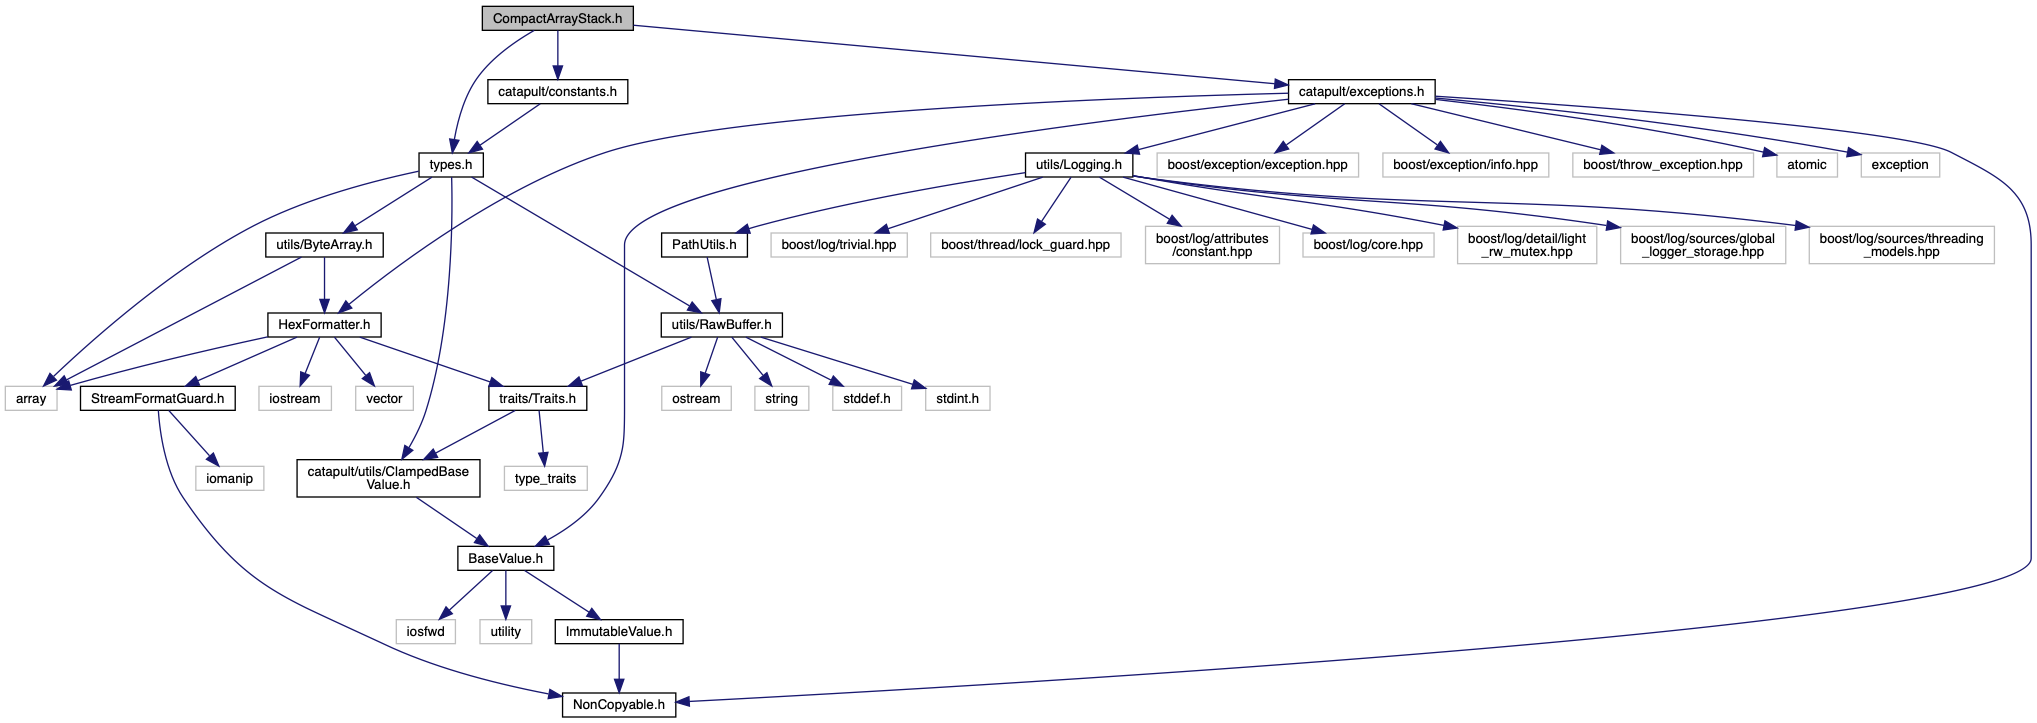 CompactArrayStack.h
catapult/constants.h
catapult/exceptions.h
types.h
utils/Logging.h
boost/exception/exception.hpp
boost/exception/info.hpp
boost/throw_exception.hpp
atomic
exception
utils/ByteArray.h
PathUtils.h
boost/log/trivial.hpp
boost/thread/lock_guard.hpp
boost/log/attributes
/constant.hpp
boost/log/core.hpp
boost/log/detail/light
_rw_mutex.hpp
boost/log/sources/global
_logger_storage.hpp
boost/log/sources/threading
_models.hpp
HexFormatter.h
utils/RawBuffer.h
array
StreamFormatGuard.h
iostream
vector
traits/Traits.h
ostream
string
stddef.h
stdint.h
iomanip
catapult/utils/ClampedBase
Value.h
type_traits
BaseValue.h
iosfwd
utility
ImmutableValue.h
NonCopyable.h